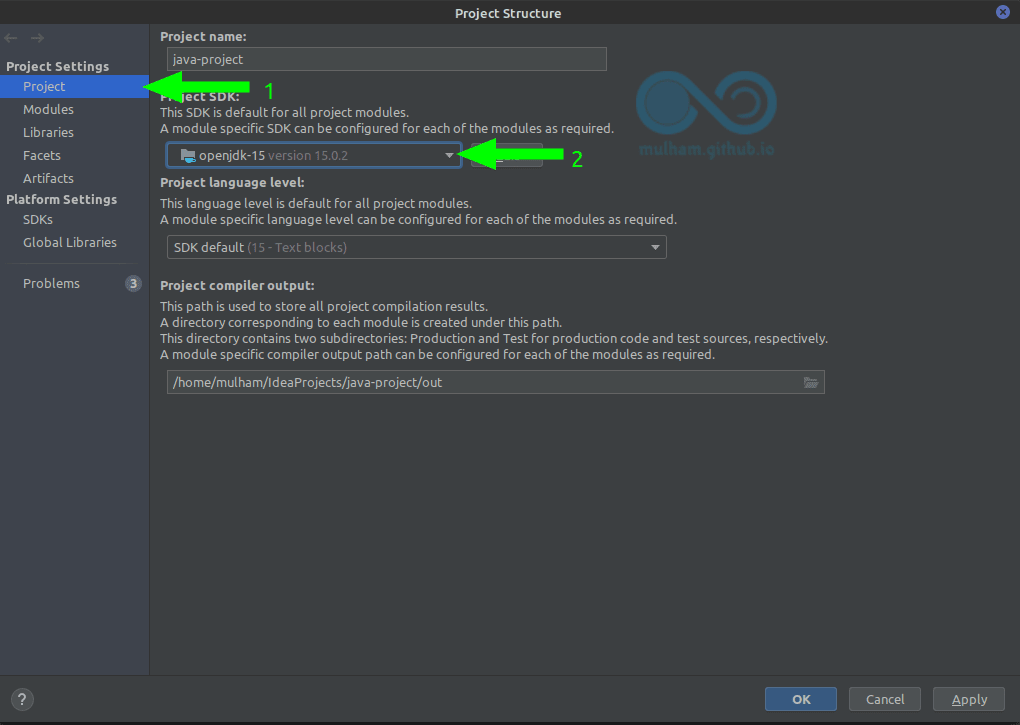 Project Structure
Project name:
java-project
Project Settings
Project
1
Modules
Libraries
Facets
Artifacts
Platform Settings
SDKs
Global Libraries
Problems 3
Project SDK:
This SDK is default for all project modules.
A module specific SDK can be configured for each of the modules as required.
openjdk-15 version 15.0.2
2
mulham.github.io
Project language level:
This language level is default for all project modules.
A module specific language level can be configured for each of the modules as required.
SDK default (15 - Text blocks)
Project compiler output:
This path is used to store all project compilation results.
A directory corresponding to each module is created under this path.
This directory contains two subdirectories: Production and Test for production code and test sources, respectively.
A module specific compiler output path can be configured for each of the modules as required.
/home/mulham/IdeaProjects/java-project/out
?
OK
Cancel
Apply